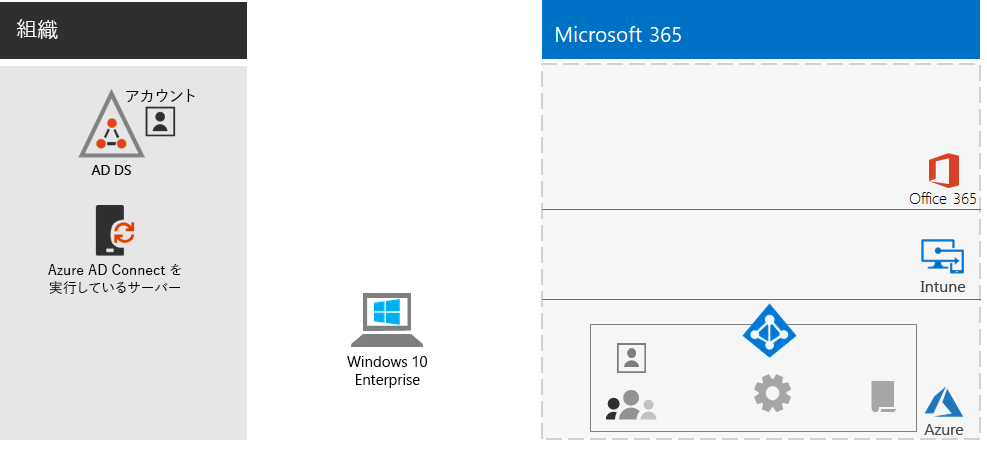 組織
アカウント
AD DS
Azure AD Connect を
実行しているサーバー
Windows 10
Enterprise
Microsoft 365
Office 365
Intune
Azure